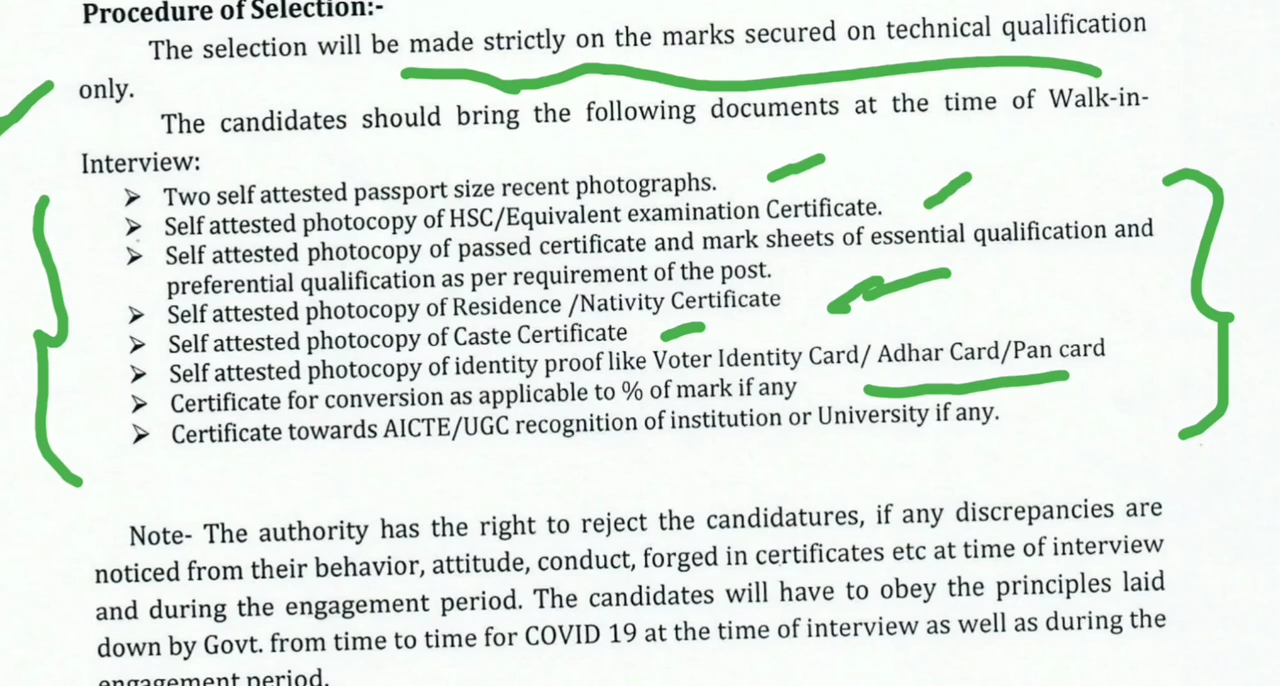 Procedure of Selection:-
The selection will be made strictly on the marks secured on technical qualification
only.
The candidates should bring the following documents at the time of Walk-in-
Interview:
➢ Two self attested passport size recent photographs.
➢ Self attested photocopy of HSC/Equivalent examination Certificate.
➢ Self attested photocopy of passed certificate and mark sheets of essential qualification and
preferential qualification as per requirement of the post.
➢ Self attested photocopy of Residence /Nativity Certificate
➢ Self attested photocopy of Caste Certificate
➢ Self attested photocopy of identity proof like Voter Identity Card/ Adhar Card/Pan card
➢ Certificate for conversion as applicable to % of mark if any
➢ Certificate towards AICTE/UGC recognition of institution or University if any.
Note- The authority has the right to reject the candidatures, if any discrepancies are
noticed from their behavior, attitude, conduct, forged in certificates etc at time of interview
and during the engagement period. The candidates will have to obey the principles laid
down by Govt. from time to time for COVID 19 at the time of interview as well as during the
engagement period.